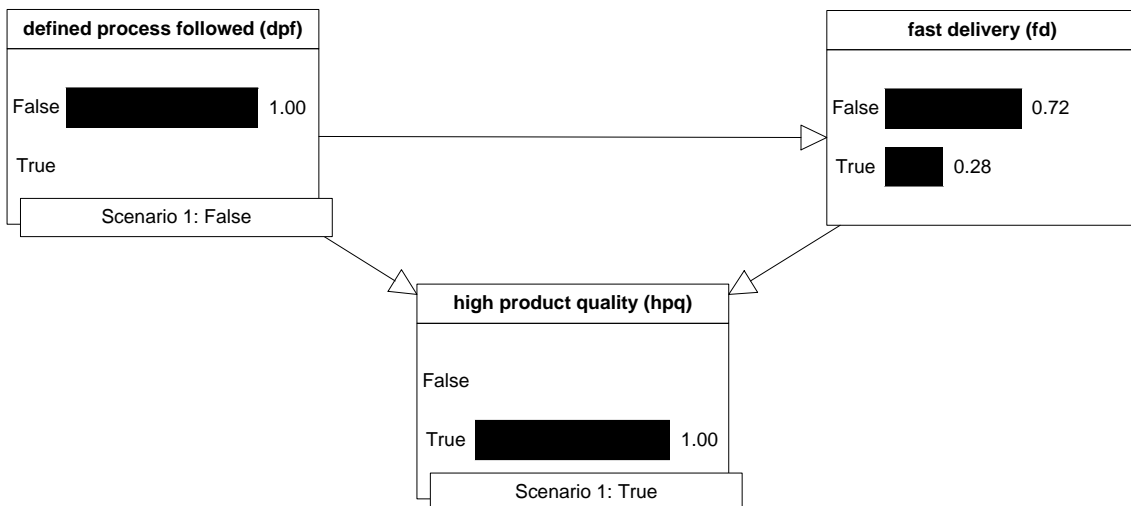 defined process followed (dpf)
False 1.00
True
Scenario 1: False
fast delivery (fd)
False 0.72
True 0.28
high product quality (hpq)
False
True 1.00
Scenario 1: True